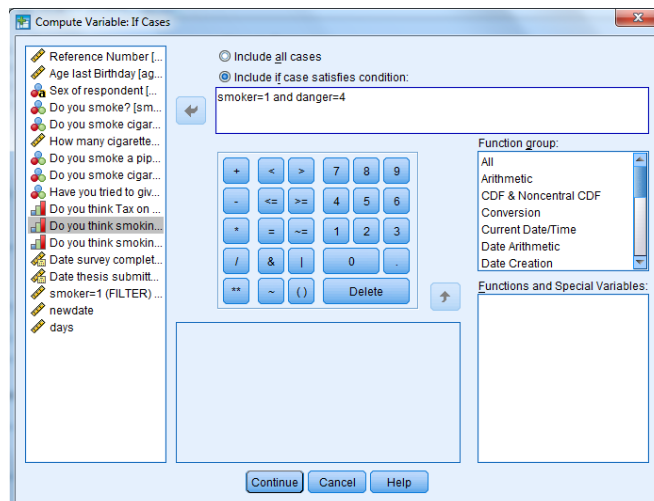 Compute Variable: If Cases
Reference Number [...
Age last Birthday [ag...
Sex of respondent [...
Do you smoke? [sm...
Do you smoke cigar...
How many cigarette...
Do you smoke a pip...
Do you smoke cigar...
Have you tried to giv...
Do you think Tax on ...
Do you think smokin...
Do you think smokin...
Date survey complet...
Date thesis submitt...
smoker=1 (FILTER) ...
newdate
days
Include all cases
Include if case satisfies condition:
smoker=1 and danger=4
+ < > 7 8 9
- <= >= 4 5 6
* = ~= 1 2 3
/ & | 0 .
** ~ () Delete
Function group:
All
Arithmetic
CDF & Noncentral CDF
Conversion
Current Date/Time
Date Arithmetic
Date Creation
Functions and Special Variables:
Continue Cancel Help